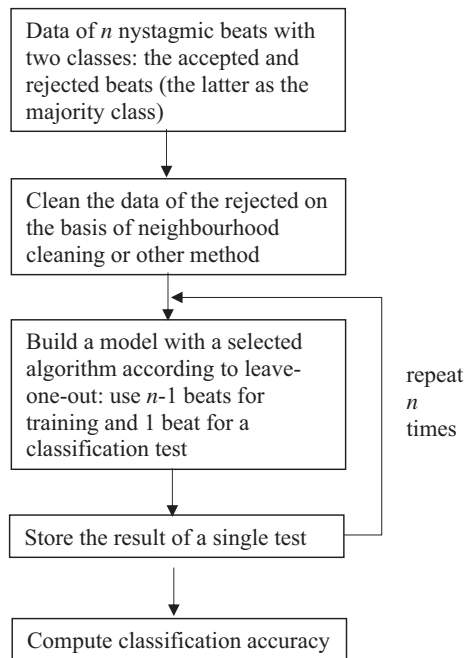 Data of n nystagmic beats with
two classes: the accepted and
rejected beats (the latter as the
majority class)
Clean the data of the rejected on
the basis of neighbourhood
cleaning or other method
Build a model with a selected
algorithm according to leave-
one-out: use n-1 beats for
training and 1 beat for a
classification test
repeat
n
times
Store the result of a single test
Compute classification accuracy